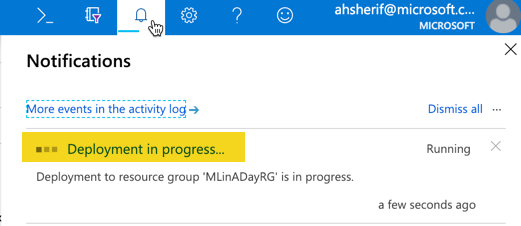 ahsherif@microsoft.c...
MICROSOFT
Notifications
More events in the activity log
Dismiss all
Deployment in progress...
Running
Deployment to resource group 'MLinADayRG' is in progress.
a few seconds ago